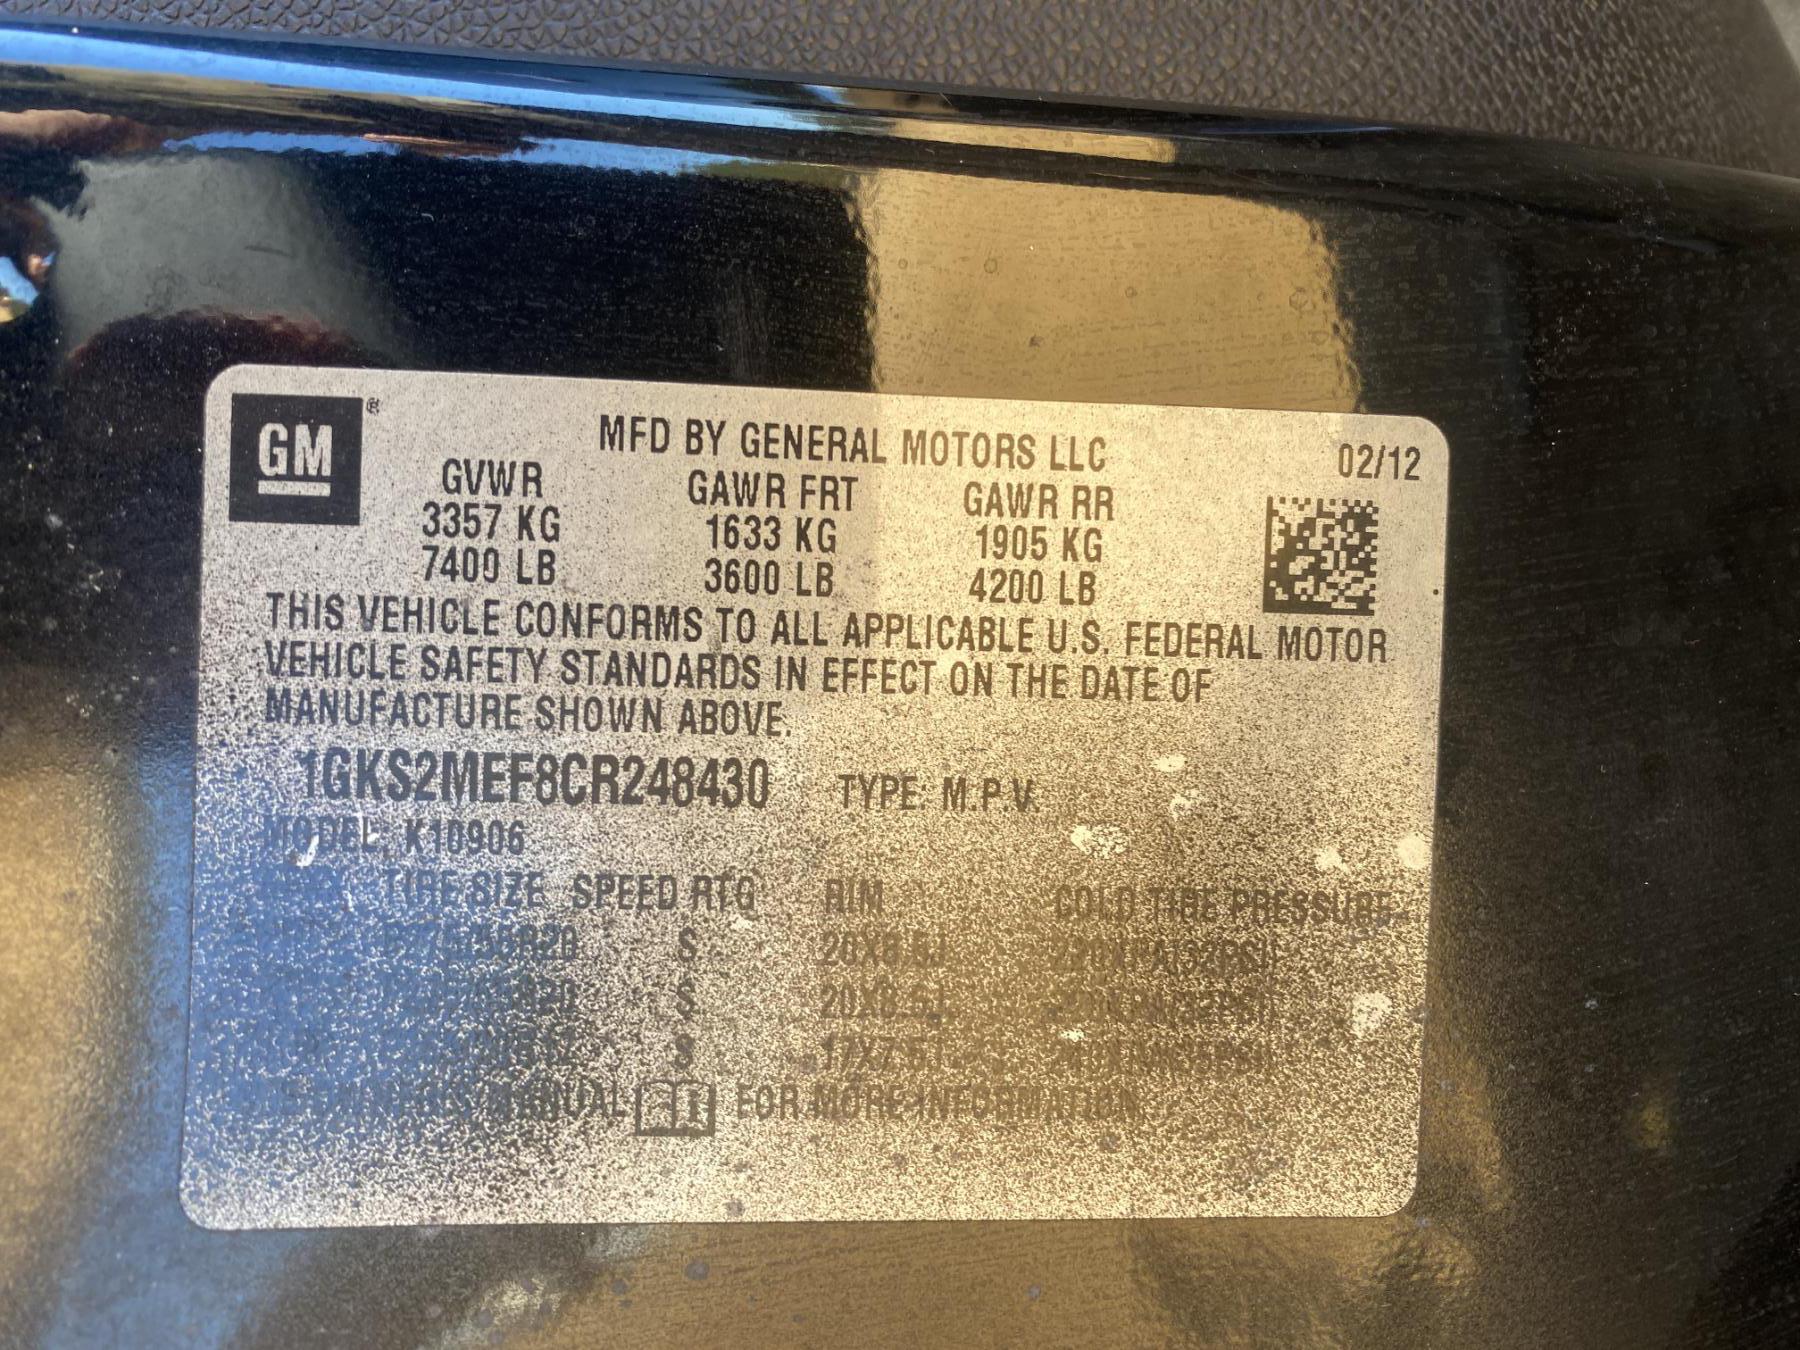 GM ®
MFD BY GENERAL MOTORS LLC 02/12
GVWR GAWR FRT GAWR RR
3357 KG 1633 KG 1905 KG
7400 LB 3600 LB 4200 LB
THIS VEHICLE CONFORMS TO ALL APPLICABLE U.S. FEDERAL MOTOR
VEHICLE SAFETY STANDARDS IN EFFECT ON THE DATE OF
MANUFACTURE SHOWN ABOVE.
1GKS2MEF8CR248430 TYPE: M.P.V.
MODEL: K10906
TIRE SIZE SPEED RTG RIM COLD TIRE PRESSURE
S 20X8.5J
S 20X8.5J
S 17X7.5J
MANUAL FOR MORE INFORMATION